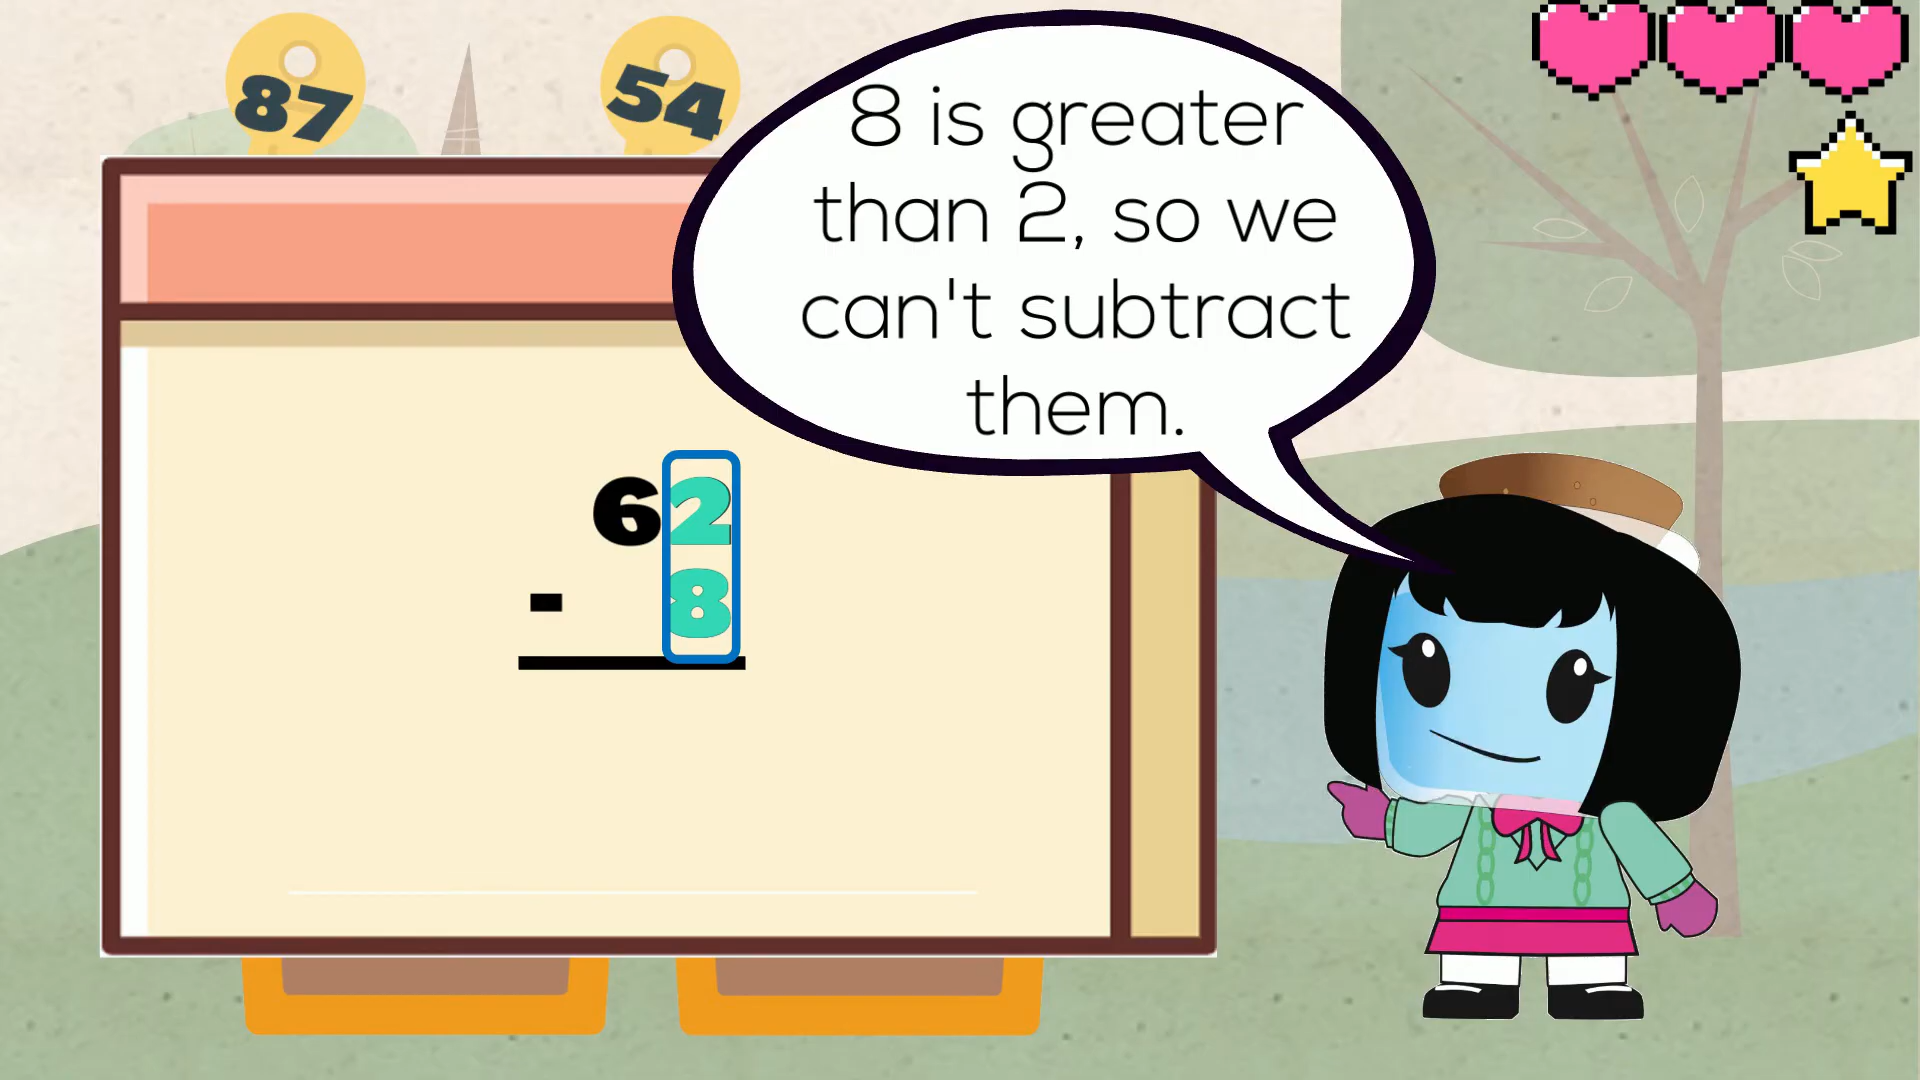 87
54
8 is greater
than 2, so we
can't subtract
them.
62
- 8